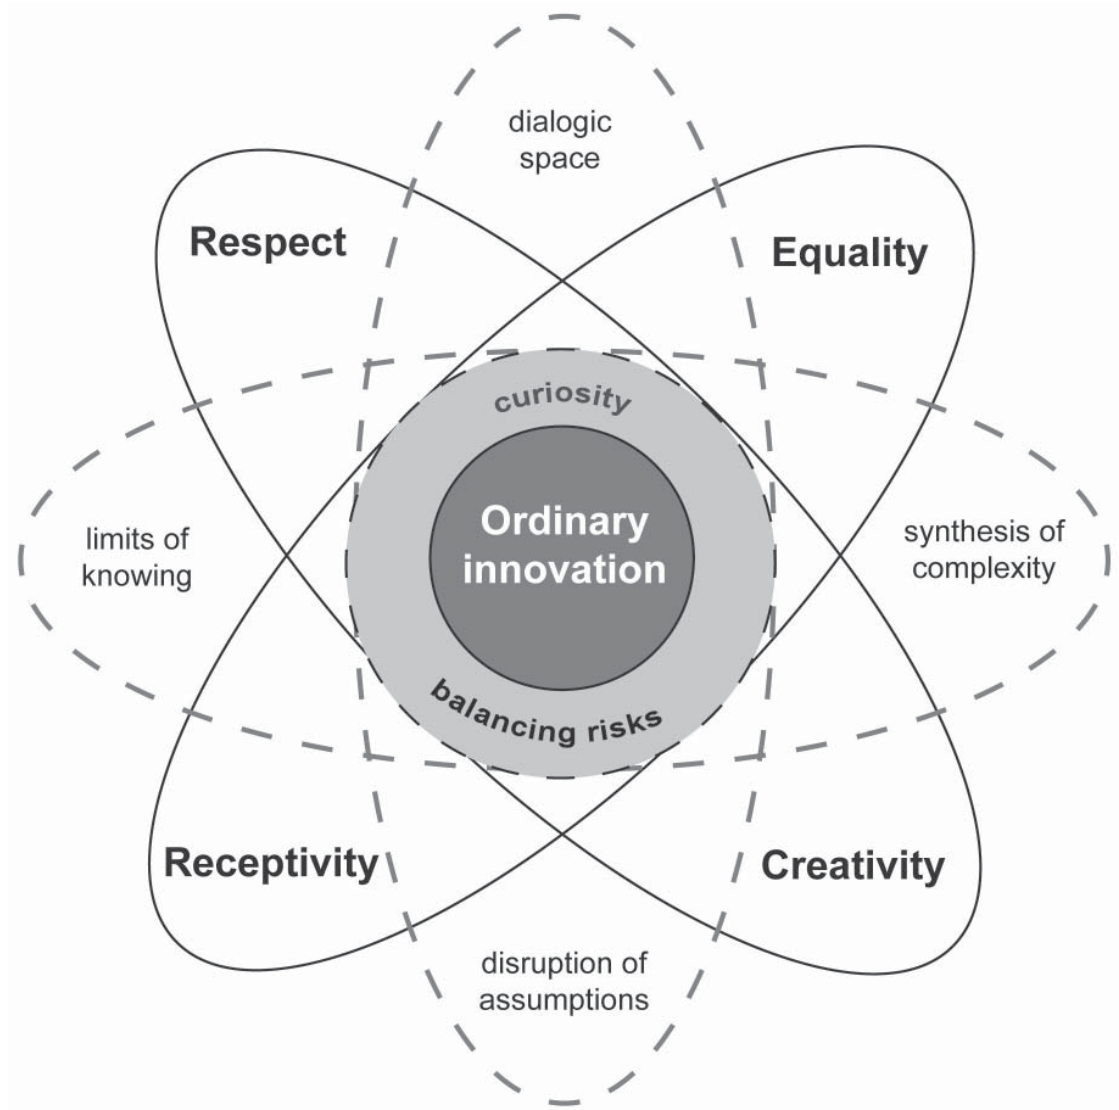 dialogic
space
Respect
Equality
curiosity
Ordinary
innovation
limits of
knowing
synthesis of
complexity
balancing risks
Receptivity
Creativity
disruption of
assumptions